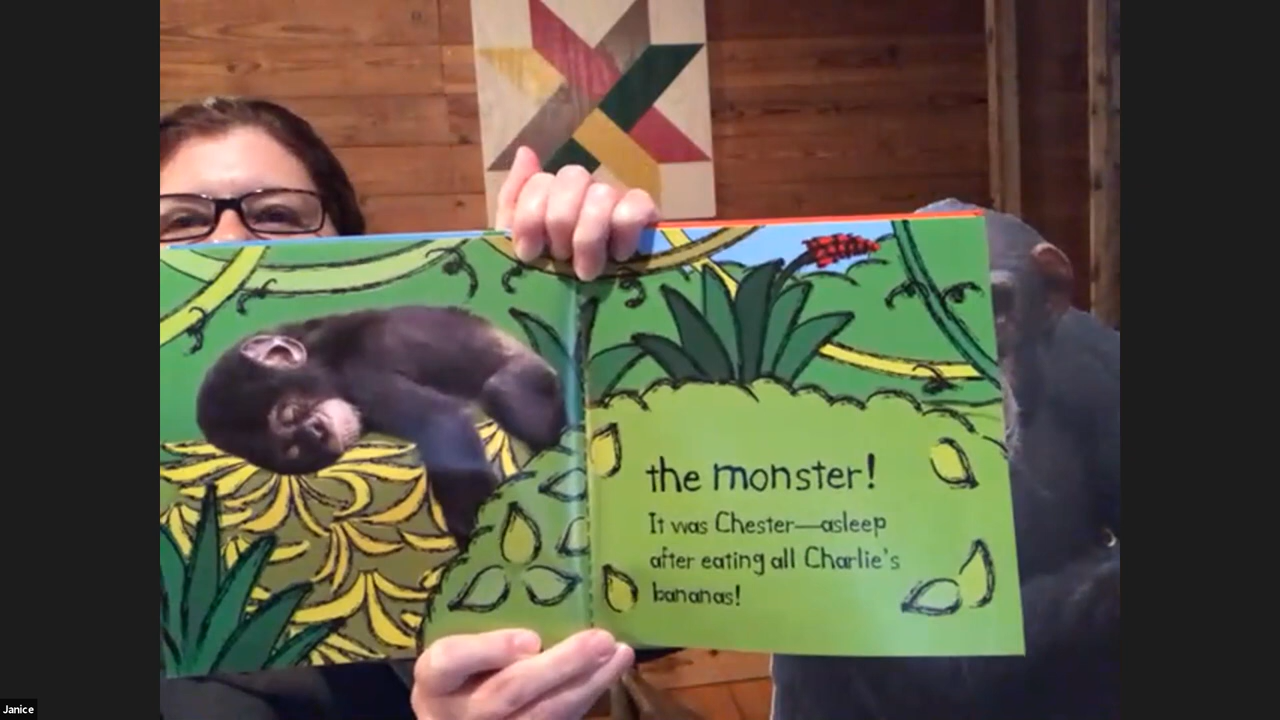 the monster!
It was Chester—asleep
after eating all Charlie's
bananas!
Janice